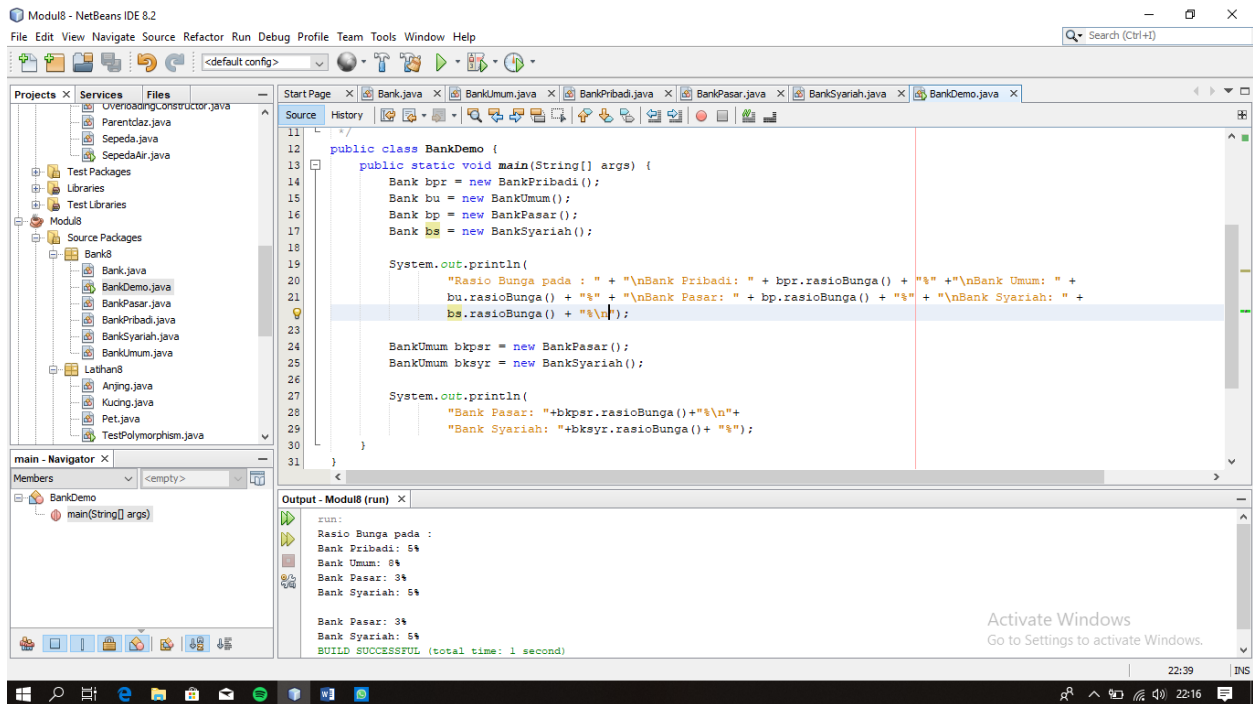 Modul8 - NetBeans IDE 8.2
File Edit View Navigate Source Refactor Run Debug Profile Team Tools Window Help
Search (Ctrl+I)
<default config>
Projects Services Files
OverloadingConstructor.java
Parentclaz.java
Sepeda.java
SepedaAir.java
Test Packages
Libraries
Test Libraries
Modul8
Source Packages
Bank8
Bank.java
BankDemo.java
BankPasar.java
BankPribadi.java
BankSyariah.java
BankUmum.java
Latihan8
Anjing.java
Kucing.java
Pet.java
TestPolymorphism.java
main - Navigator
Members <empty>
BankDemo
main(String[] args)
Start Page Bank.java BankUmum.java BankPribadi.java BankPasar.java BankSyariah.java BankDemo.java
Source History
11 */
12 public class BankDemo {
13 public static void main(String[] args) {
14 Bank bpr = new BankPribadi();
15 Bank bu = new BankUmum();
16 Bank bp = new BankPasar();
17 Bank bs = new BankSyariah();
18
19 System.out.println(
20 "Rasio Bunga pada : " + "\nBank Pribadi: " + bpr.rasioBunga() + "%" +"\nBank Umum: " +
21 bu.rasioBunga() + "%" + "\nBank Pasar: " + bp.rasioBunga() + "%" + "\nBank Syariah: " +
bs.rasioBunga() + "%\n");
23
24 BankUmum bkpsr = new BankPasar();
25 BankUmum bksyr = new BankSyariah();
26
27 System.out.println(
28 "Bank Pasar: "+bkpsr.rasioBunga()+"%\n"+
29 "Bank Syariah: "+bksyr.rasioBunga()+ "%");
30 }
31 }
Output - Modul8 (run)
run:
Rasio Bunga pada :
Bank Pribadi: 5%
Bank Umum: 8%
Bank Pasar: 3%
Bank Syariah: 5%
Bank Pasar: 3%
Bank Syariah: 5%
BUILD SUCCESSFUL (total time: 1 second)
Activate Windows
Go to Settings to activate Windows.
22:39 INS
22:16